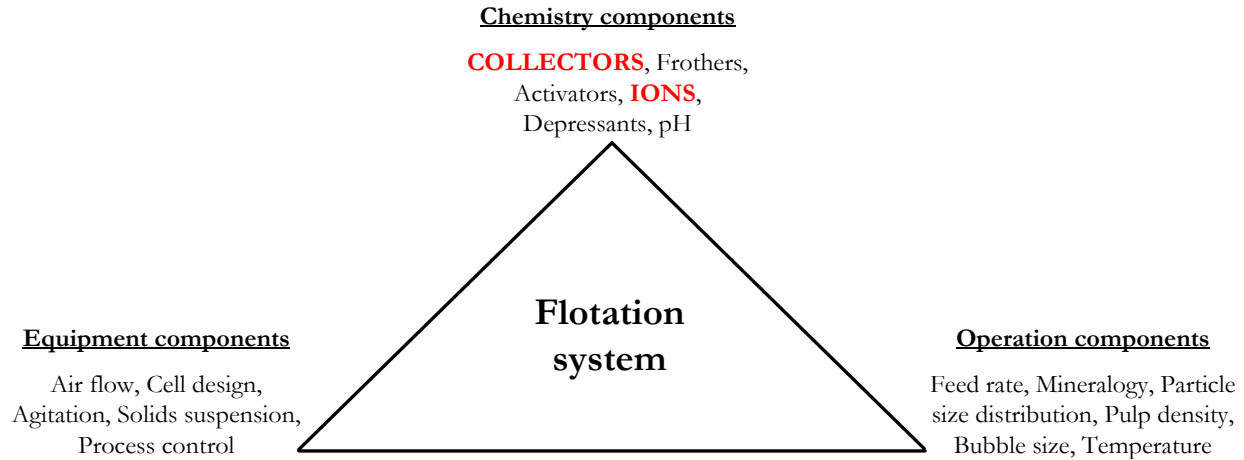 Chemistry components
COLLECTORS, Frothers,
Activators, IONS,
Depressants, pH
Flotation
system
Equipment components
Air flow, Cell design,
Agitation, Solids suspension,
Process control
Operation components
Feed rate, Mineralogy, Particle
size distribution, Pulp density,
Bubble size, Temperature